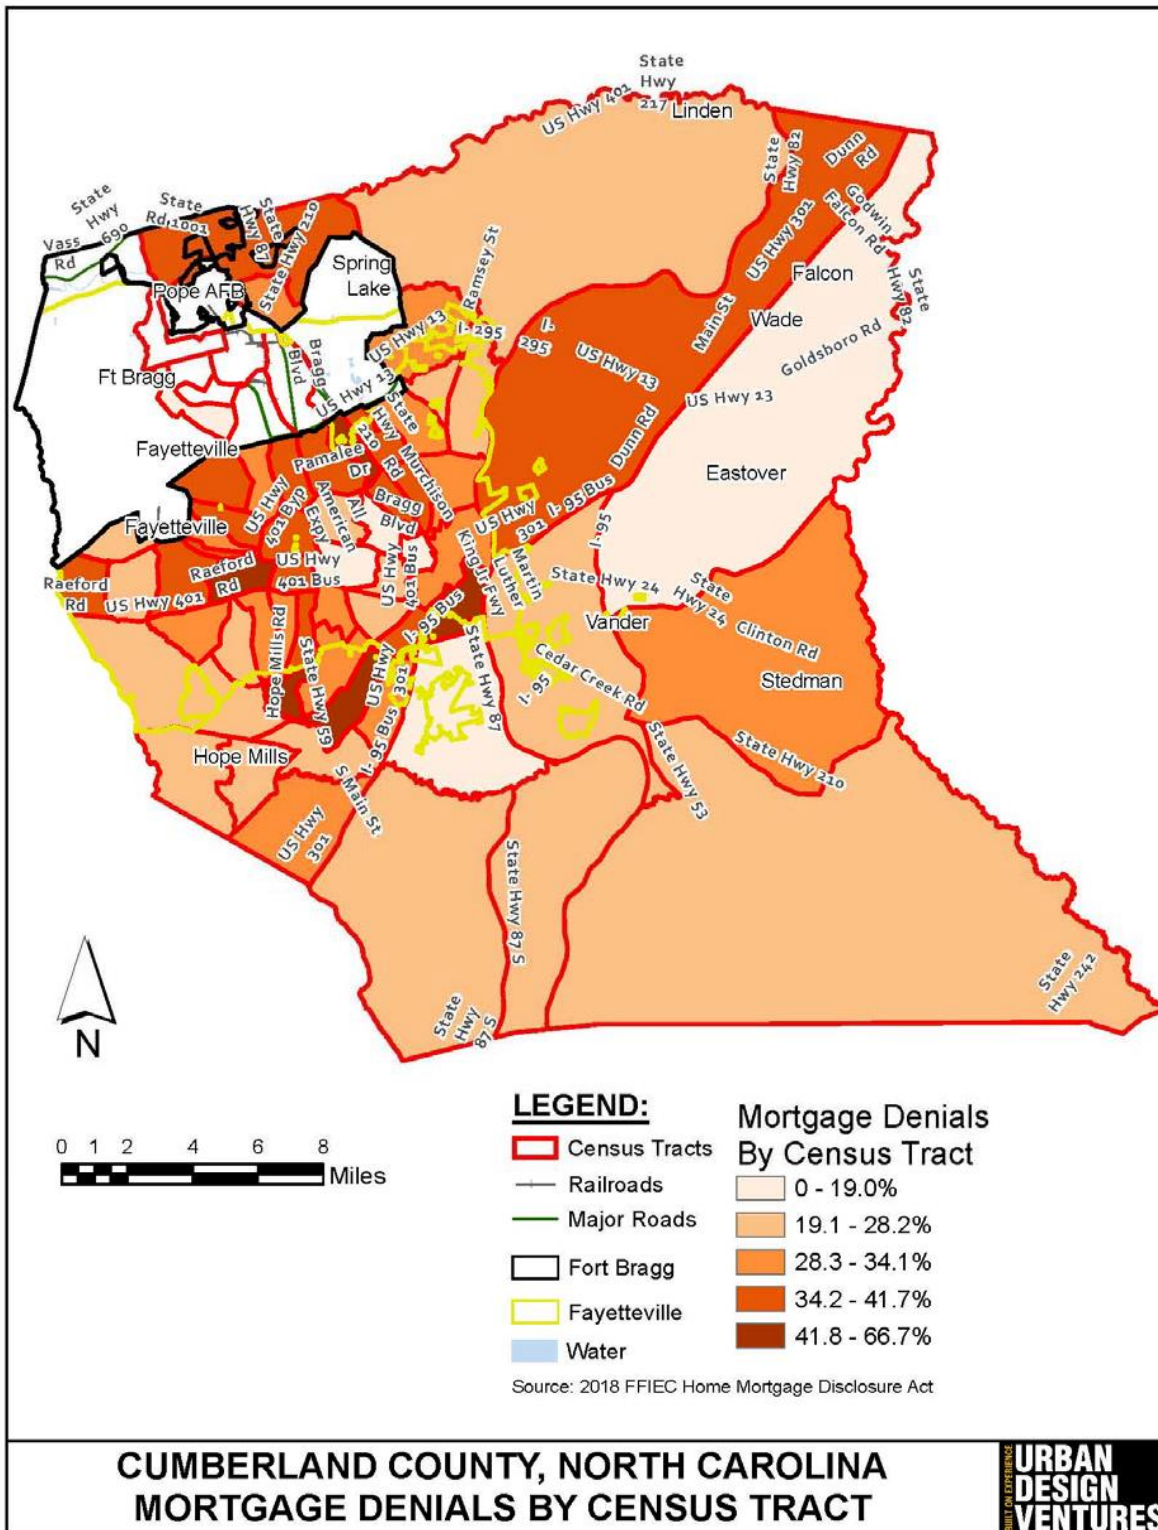 State
Hwy
217
US Hwy 401
Linden
State
Hwy 82
Dunn
Rd
State
Hwy
690
Vass
Rd
State
Rd 1001
State
Hwy
87
State Hwy 210
Godwin
Falcon Rd
US Hwy 301
Spring
Lake
Ramsey St
Pope AFB
Falcon
State
Hwy 82
Main St
Wade
I- 295
I-
295
US Hwy 13
Goldsboro Rd
US Hwy 13
Bragg
Blvd
Ft Bragg
US Hwy 13
US Hwy 13
State
Hwy
210
Dunn Rd
Fayetteville
Pamalee
Dr
Murchison
Rd
Eastover
US Hwy
401 Byp
All
American
Expy
Bragg
Blvd
I- 95 Bus
US Hwy
301
Fayetteville
I-95
Raeford
Rd
Raeford
Rd
US Hwy 401
US Hwy
401 Bus
US Hwy
401 Bus
King Jr Fwy
Martin
Luther
State Hwy 24
State
Hwy 24
Vander
Clinton Rd
I- 95 Bus
Hope Mills Rd
State Hwy 59
US Hwy
301
State Hwy 87
Cedar Creek Rd
I- 95
Stedman
I- 95 Bus
Hope Mills
State Hwy 53
State Hwy 210
S Main St
US Hwy
301
State Hwy 87 S
State
Hwy 242
State
Hwy
87 S
N
0 1 2 4 6 8
Miles
LEGEND:
Census Tracts
Railroads
Major Roads
Fort Bragg
Fayetteville
Water
Mortgage Denials
By Census Tract
0 - 19.0%
19.1 - 28.2%
28.3 - 34.1%
34.2 - 41.7%
41.8 - 66.7%
Source: 2018 FFIEC Home Mortgage Disclosure Act
CUMBERLAND COUNTY, NORTH CAROLINA
MORTGAGE DENIALS BY CENSUS TRACT
BUILT ON EXPERIENCE
URBAN
DESIGN
VENTURES